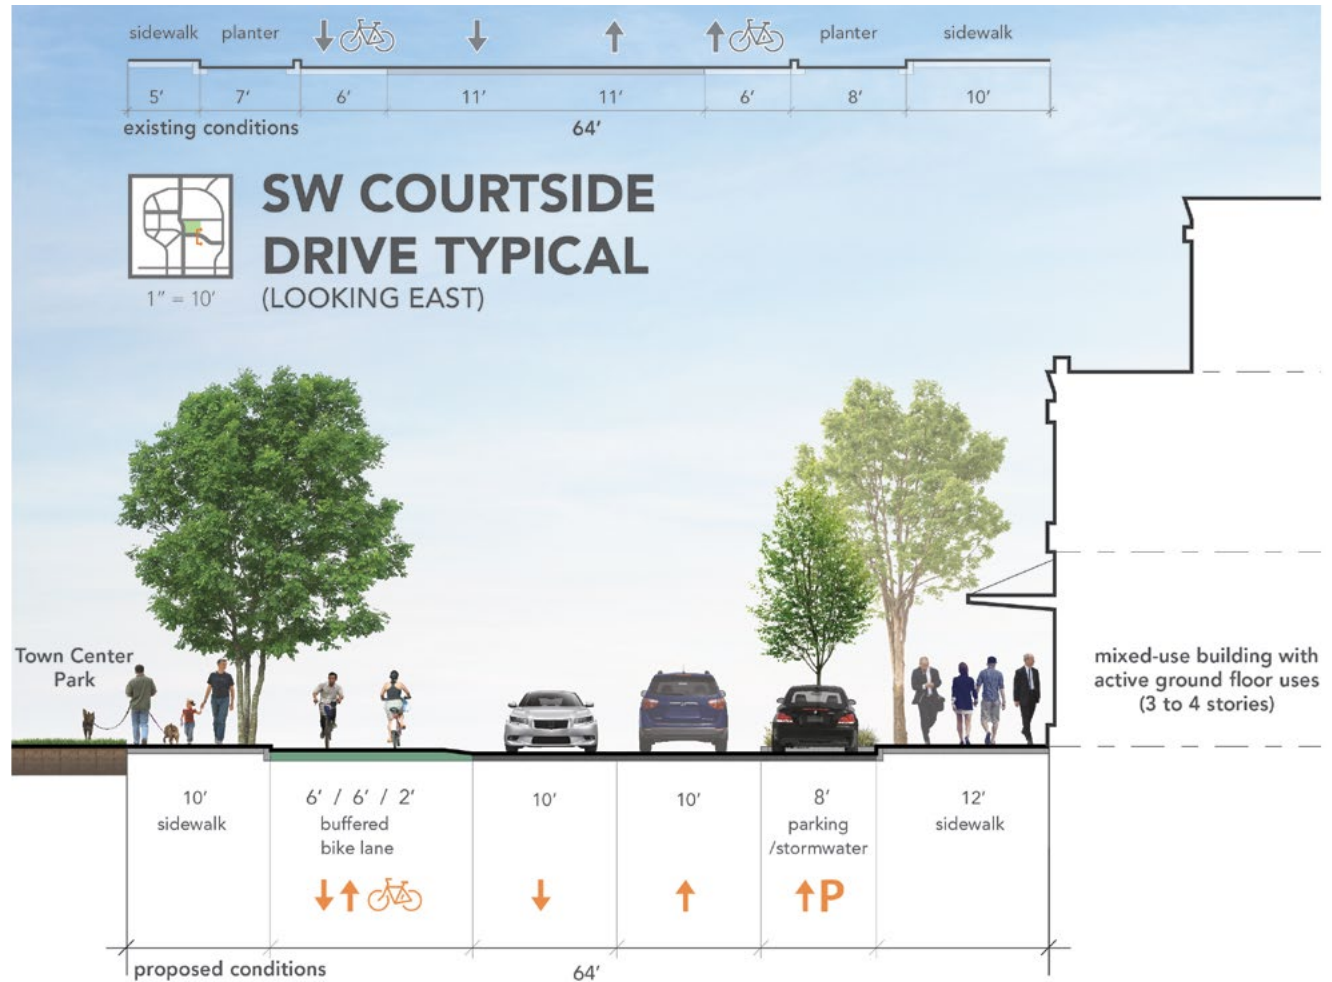 sidewalk planter planter sidewalk
5′ 7′ 6′ 11′ 11′ 6′ 8′ 10′
existing conditions 64′
SW COURTSIDE
DRIVE TYPICAL
1″ = 10′ (LOOKING EAST)
Town Center
Park
mixed-use building with
active ground floor uses
(3 to 4 stories)
10′ 6′ / 6′ / 2′ 10′ 10′ 8′ 12′
sidewalk buffered parking sidewalk
bike lane /stormwater
P
proposed conditions 64′